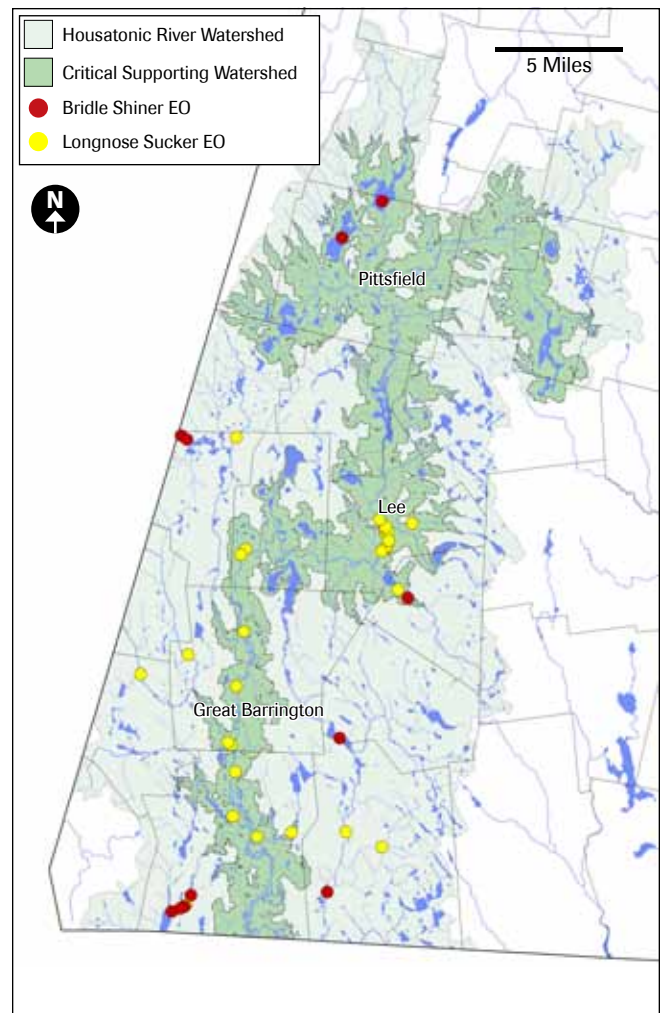 Housatonic River Watershed
Critical Supporting Watershed
Bridle Shiner EO
Longnose Sucker EO
5 Miles
N
Pittsfield
Lee
Great Barrington